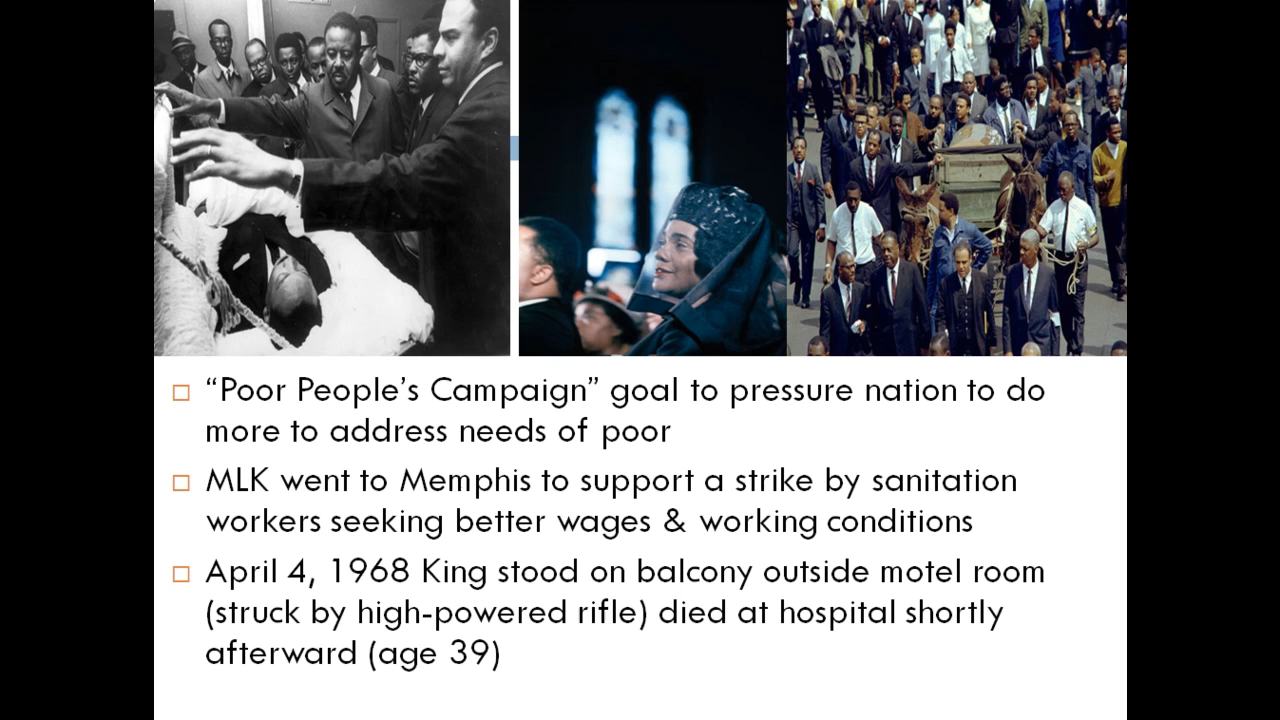 “Poor People’s Campaign” goal to pressure nation to do
more to address needs of poor
MLK went to Memphis to support a strike by sanitation
workers seeking better wages & working conditions
April 4, 1968 King stood on balcony outside motel room
(struck by high-powered rifle) died at hospital shortly
afterward (age 39)